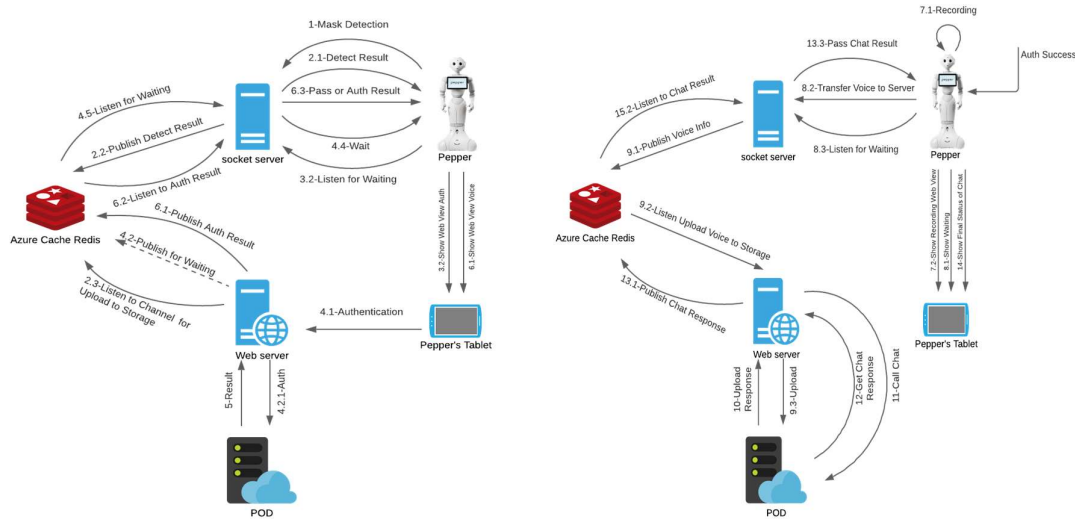 1-Mask Detection
2.1-Detect Result
6.3-Pass or Auth Result
4.5-Listen for Waiting
2.2-Publish Detect Result
socket server
4.4-Wait
Pepper
3.2-Listen for Waiting
6.2-Listen to Auth Result
6.1-Publish Auth Result
Azure Cache Redis
4.2-Publish for Waiting
2.3-Listen to Channel for
Upload to Storage
3.2-Show Web View Auth
6.1-Show Web View Voice
4.1-Authentication
Pepper's Tablet
Web server
5-Result
4.2.1-Auth
POD
7.1-Recording
13.3-Pass Chat Result
Auth Success
8.2-Transfer Voice to Server
15.2-Listen to Chat Result
9.1-Publish Voice Info
socket server
8.3-Listen for Waiting
Pepper
9.2-Listen Upload Voice to Storage
Azure Cache Redis
7.2-Show Recording Web View
8.1-Show Waiting
14-Show Final Status of Chat
13.1-Publish Chat Response
Pepper's Tablet
Web server
10-Upload
Response
9.3-Upload
12-Get Chat
Response
11-Call Chat
POD